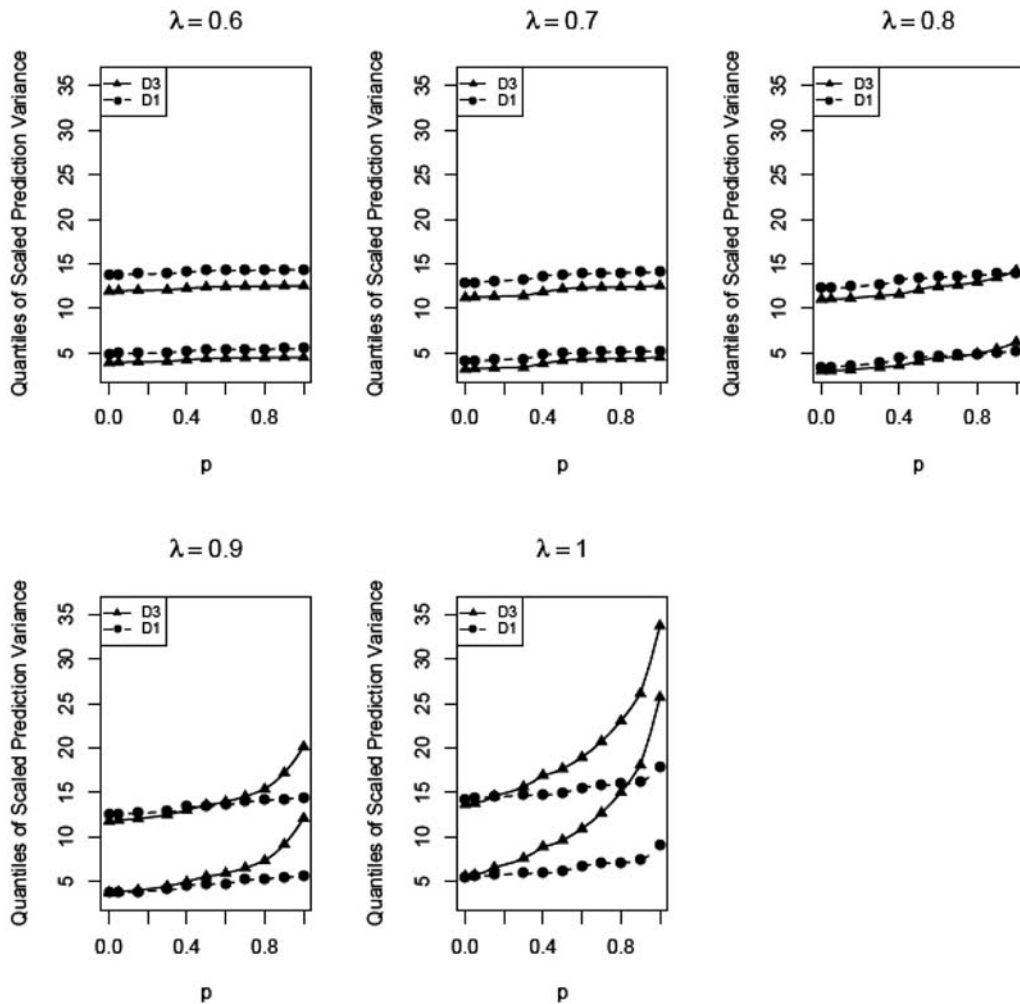 λ = 0.6
Quantiles of Scaled Prediction Variance
35
30
25
20
15
10
5
D3
D1
0.0 0.4 0.8
p
λ = 0.7
Quantiles of Scaled Prediction Variance
35
30
25
20
15
10
5
D3
D1
0.0 0.4 0.8
p
λ = 0.8
Quantiles of Scaled Prediction Variance
35
30
25
20
15
10
5
D3
D1
0.0 0.4 0.8
p
λ = 0.9
Quantiles of Scaled Prediction Variance
35
30
25
20
15
10
5
D3
D1
0.0 0.4 0.8
p
λ = 1
Quantiles of Scaled Prediction Variance
35
30
25
20
15
10
5
D3
D1
0.0 0.4 0.8
p